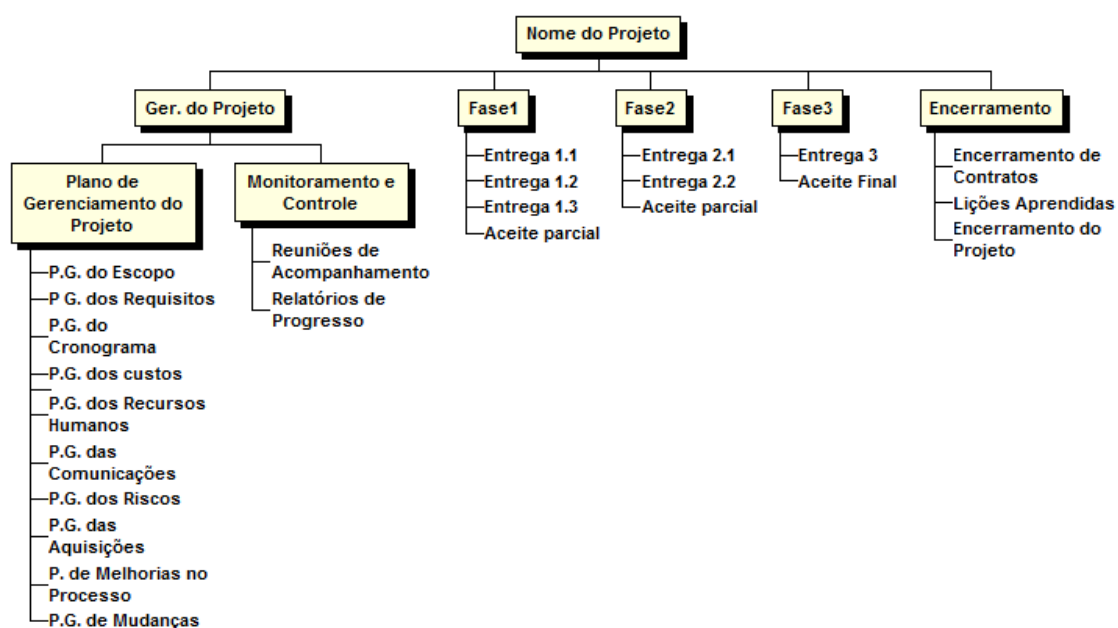 Nome do Projeto
Ger. do Projeto
Fase1
Fase2
Fase3
Encerramento
Plano de
Gerenciamento do
Projeto
P.G. do Escopo
P G. dos Requisitos
P.G. do
Cronograma
P.G. dos custos
P.G. dos Recursos
Humanos
P.G. das
Comunicações
P.G. dos Riscos
P.G. das
Aquisições
P. de Melhorias no
Processo
P.G. de Mudanças
Monitoramento e
Controle
Reuniões de
Acompanhamento
Relatórios de
Progresso
Entrega 1.1
Entrega 1.2
Entrega 1.3
Aceite parcial
Entrega 2.1
Entrega 2.2
Aceite parcial
Entrega 3
Aceite Final
Encerramento de
Contratos
Lições Aprendidas
Encerramento do
Projeto